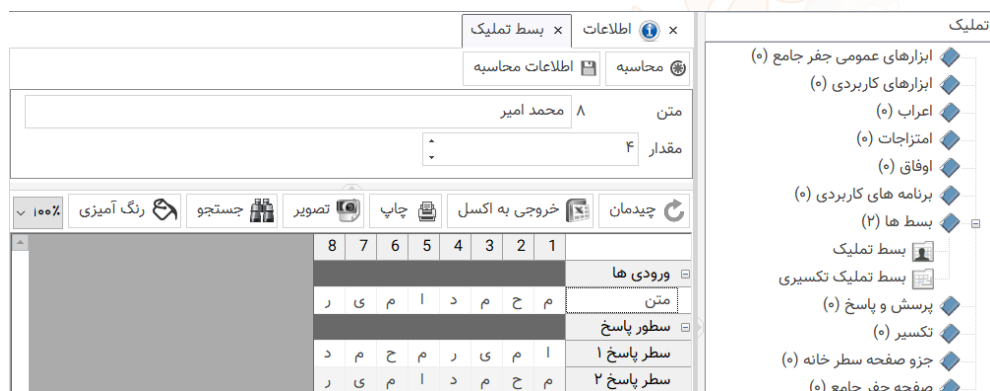 تملیک
ابزارهای عمومی جفر جامع (۰)
ابزارهای کاربردی (۰)
اعراب (۰)
امتزاجات (۰)
اوفاق (۰)
برنامه های کاربردی (۰)
بسط ها (۲)
بسط تملیک
بسط تملیک تکسیری
پرسش و پاسخ (۰)
تکسیر (۰)
جزو صفحه سطر خانه (۰)
صفحه جفر جامع (۰)
× اطلاعات × بسط تملیک
محاسبه اطلاعات محاسبه
متن ۸ محمد امیر
مقدار ۴
چیدمان خروجی به اکسل چاپ تصویر جستجو رنگ آمیزی ۱۰۰٪
1 2 3 4 5 6 7 8
ورودی ها
متن م ح م د ا م ی ر
سطور پاسخ
سطر پاسخ ۱ ا م ی ر م ح م د
سطر پاسخ ۲ م ح م د ا م ی ر